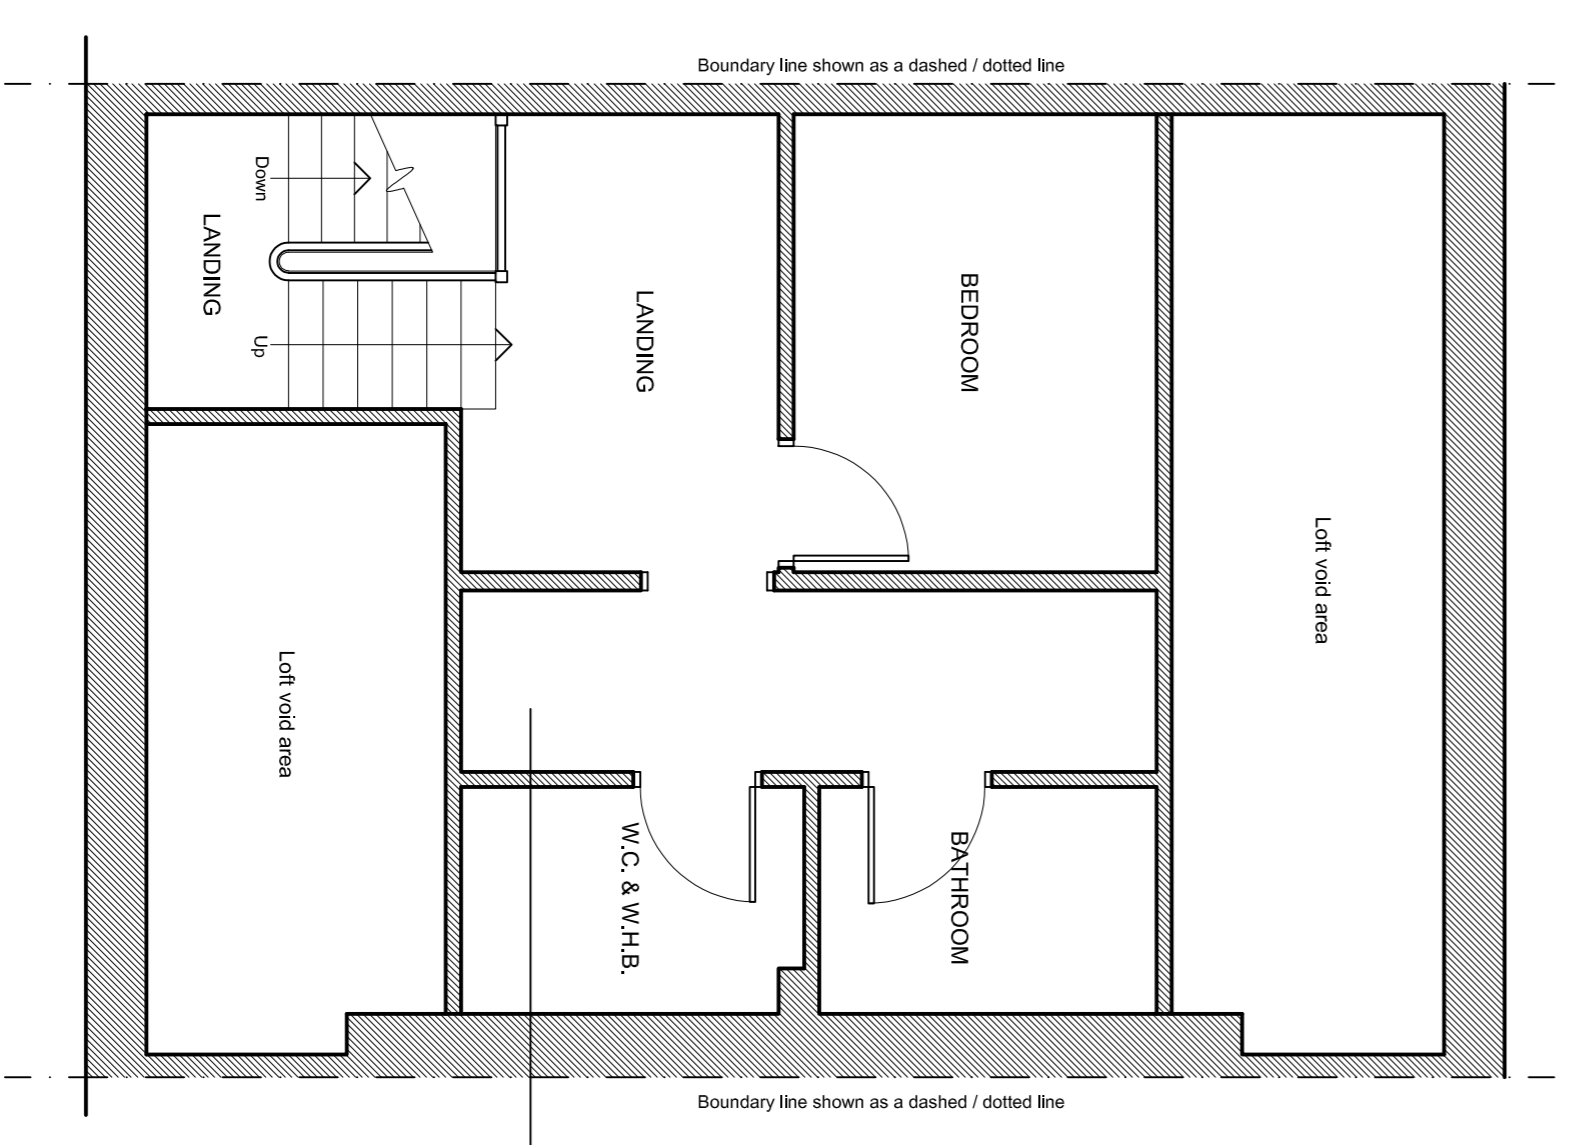 Boundary line shown as a dashed / dotted line
Down
LANDING
Up
LANDING
BEDROOM
Loft void area
Loft void area
W.C. & W.H.B.
BATHROOM
Boundary line shown as a dashed / dotted line